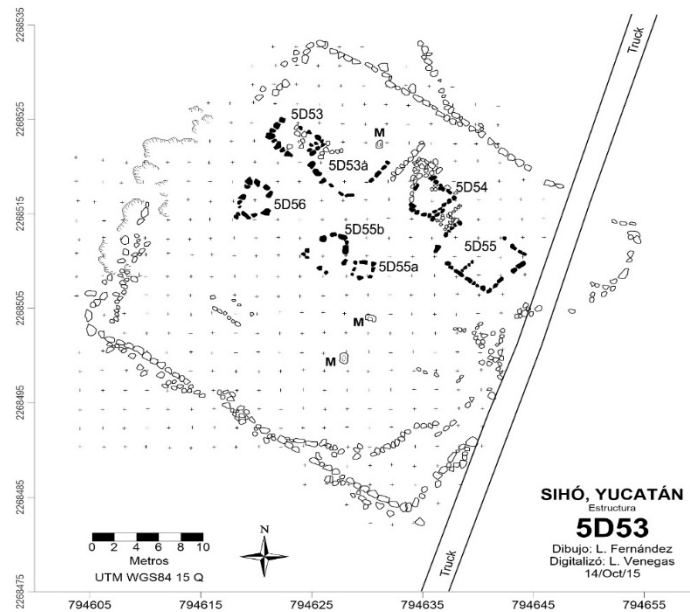 2268535
Truck
2268525
5D53
M
5D53a
5D54
2268515
5D56
5D55b
5D55
5D55a
2268505
M
M
2268495
2268485
SIHÓ, YUCATÁN
Estructura
5D53
Dibujo: L. Fernández
Digitalizó: L. Venegas
14/Oct/15
N
0 2 4 6 8 10
Metros
UTM WGS84 15 Q
Truck
2268475
794605 794615 794625 794635 794645 794655